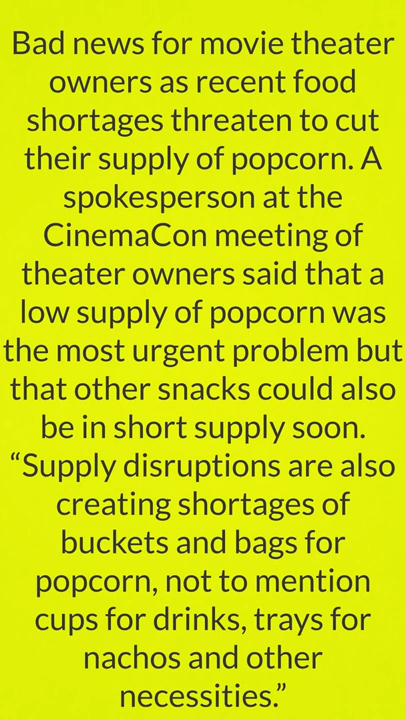 Bad news for movie theater
owners as recent food
shortages threaten to cut
their supply of popcorn. A
spokesperson at the
CinemaCon meeting of
theater owners said that a
low supply of popcorn was
the most urgent problem but
that other snacks could also
be in short supply soon.
“Supply disruptions are also
creating shortages of
buckets and bags for
popcorn, not to mention
cups for drinks, trays for
nachos and other
necessities.”